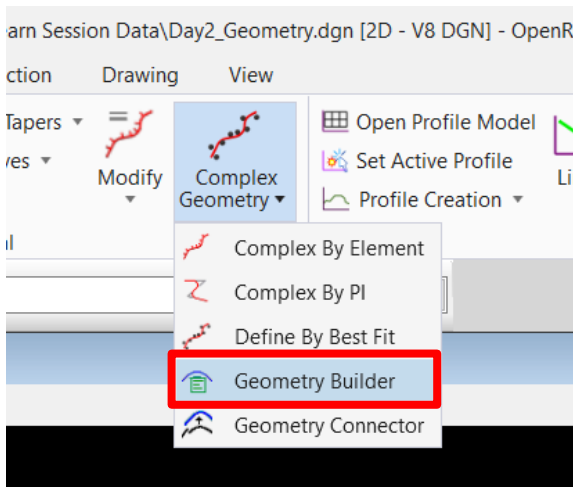 arn Session Data\Day2_Geometry.dgn [2D - V8 DGN] - OpenR
ction Drawing View
Tapers
ves
Modify
Complex
Geometry
Open Profile Model
Set Active Profile
Profile Creation
Li
al
Complex By Element
Complex By PI
Define By Best Fit
Geometry Builder
Geometry Connector